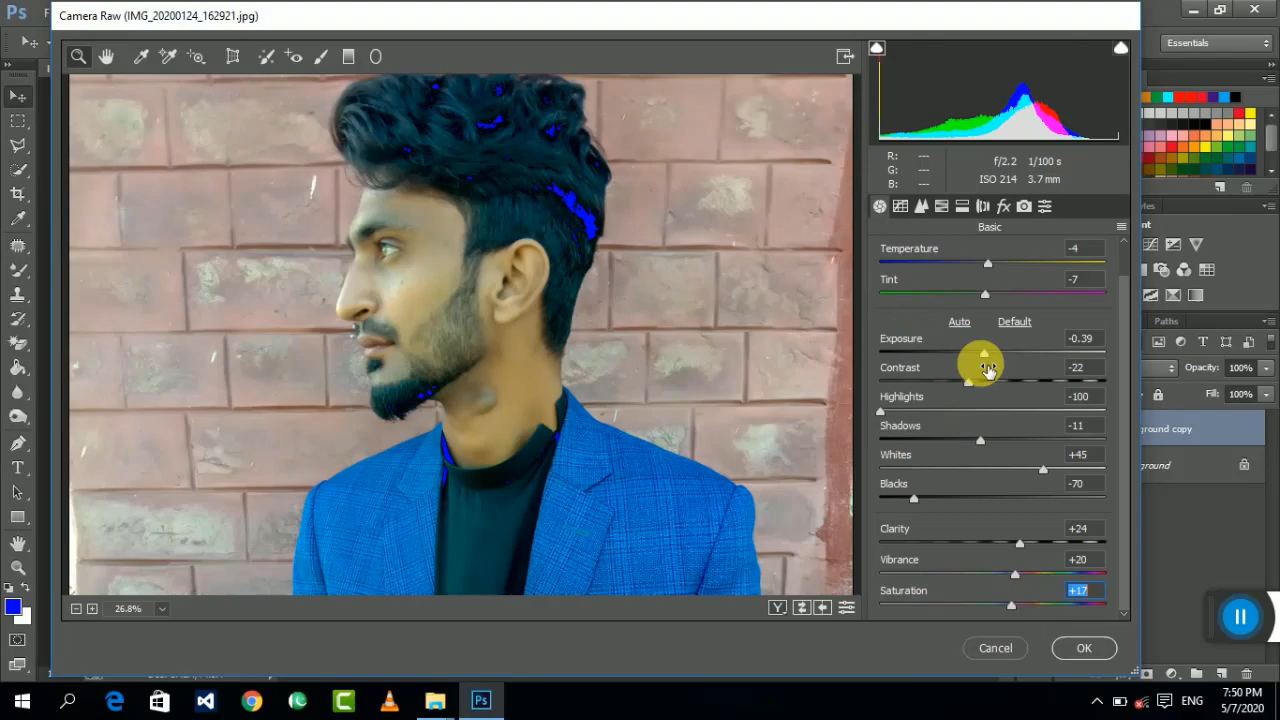 Ps
Camera Raw (IMG_20200124_162921.jpg)
Essentials
R: ---
G: ---
B: ---
f/2.2 1/100 s
ISO 214 3.7 mm
fx
Basic
Temperature -4
Tint -7
Auto Default
Exposure -0.39
Contrast -22
Highlights -100
Shadows -11
Whites +45
Blacks -70
Clarity +24
Vibrance +20
Saturation +17
Paths
Opacity: 100%
Fill: 100%
ground copy
ground
T
26.8%
Y
Cancel
OK
Ps
ENG
7:50 PM
5/7/2020